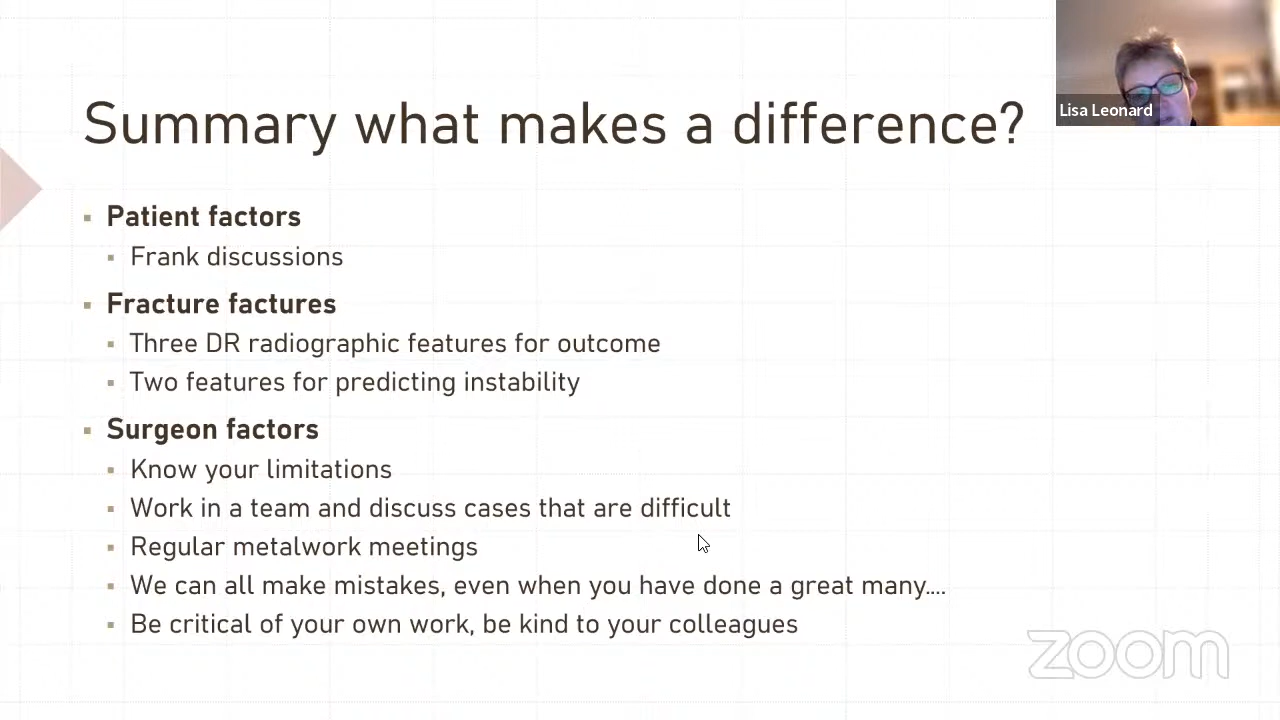 Summary what makes a difference?
Lisa Leonard
Patient factors
Frank discussions
Fracture factures
Three DR radiographic features for outcome
Two features for predicting instability
Surgeon factors
Know your limitations
Work in a team and discuss cases that are difficult
Regular metalwork meetings
We can all make mistakes, even when you have done a great many....
Be critical of your own work, be kind to your colleagues
zoom